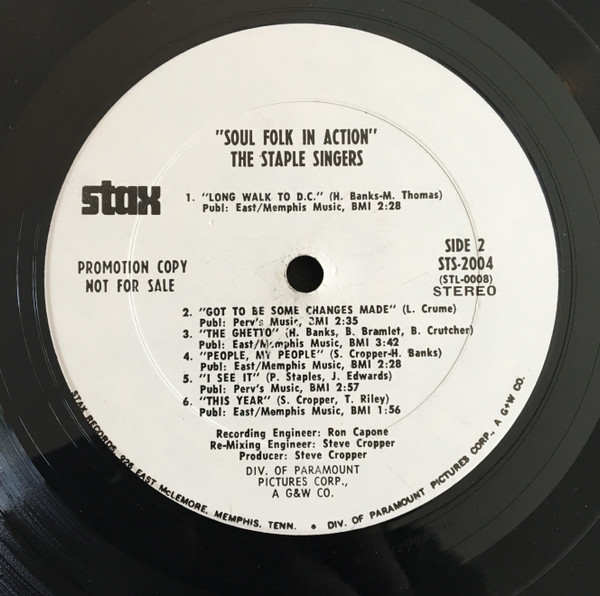 "SOUL FOLK IN ACTION"
THE STAPLE SINGERS
stax
1. "LONG WALK TO D.C." (H. Banks-M. Thomas)
Publ: East/Memphis Music, BMI 2:28
PROMOTION COPY
NOT FOR SALE
SIDE 2
STS-2004
(STL-0008)
STEREO
2. "GOT TO BE SOME CHANGES MADE" (L. Crume)
Publ: Perv's Music, BMI 2:35
3. "THE GHETTO" (H. Banks, B. Bramlet, B. Crutcher)
Publ: East/Memphis Music, BMI 3:42
4. "PEOPLE, MY PEOPLE" (S. Cropper-H. Banks)
Publ: East/Memphis Music, BMI 2:28
5. "I SEE IT" (P. Staples, J. Edwards)
Publ: Perv's Music, BMI 2:57
6. "THIS YEAR" (S. Cropper, T. Riley)
Publ: East/Memphis Music, BMI 1:56
Recording Engineer: Ron Capone
Re-Mixing Engineer: Steve Cropper
Producer: Steve Cropper
DIV. OF PARAMOUNT
PICTURES CORP.,
A G&W CO.
STAX RECORDS, 926 EAST McLEMORE, MEMPHIS, TENN. • DIV. OF PARAMOUNT PICTURES CORP., A G+W CO.